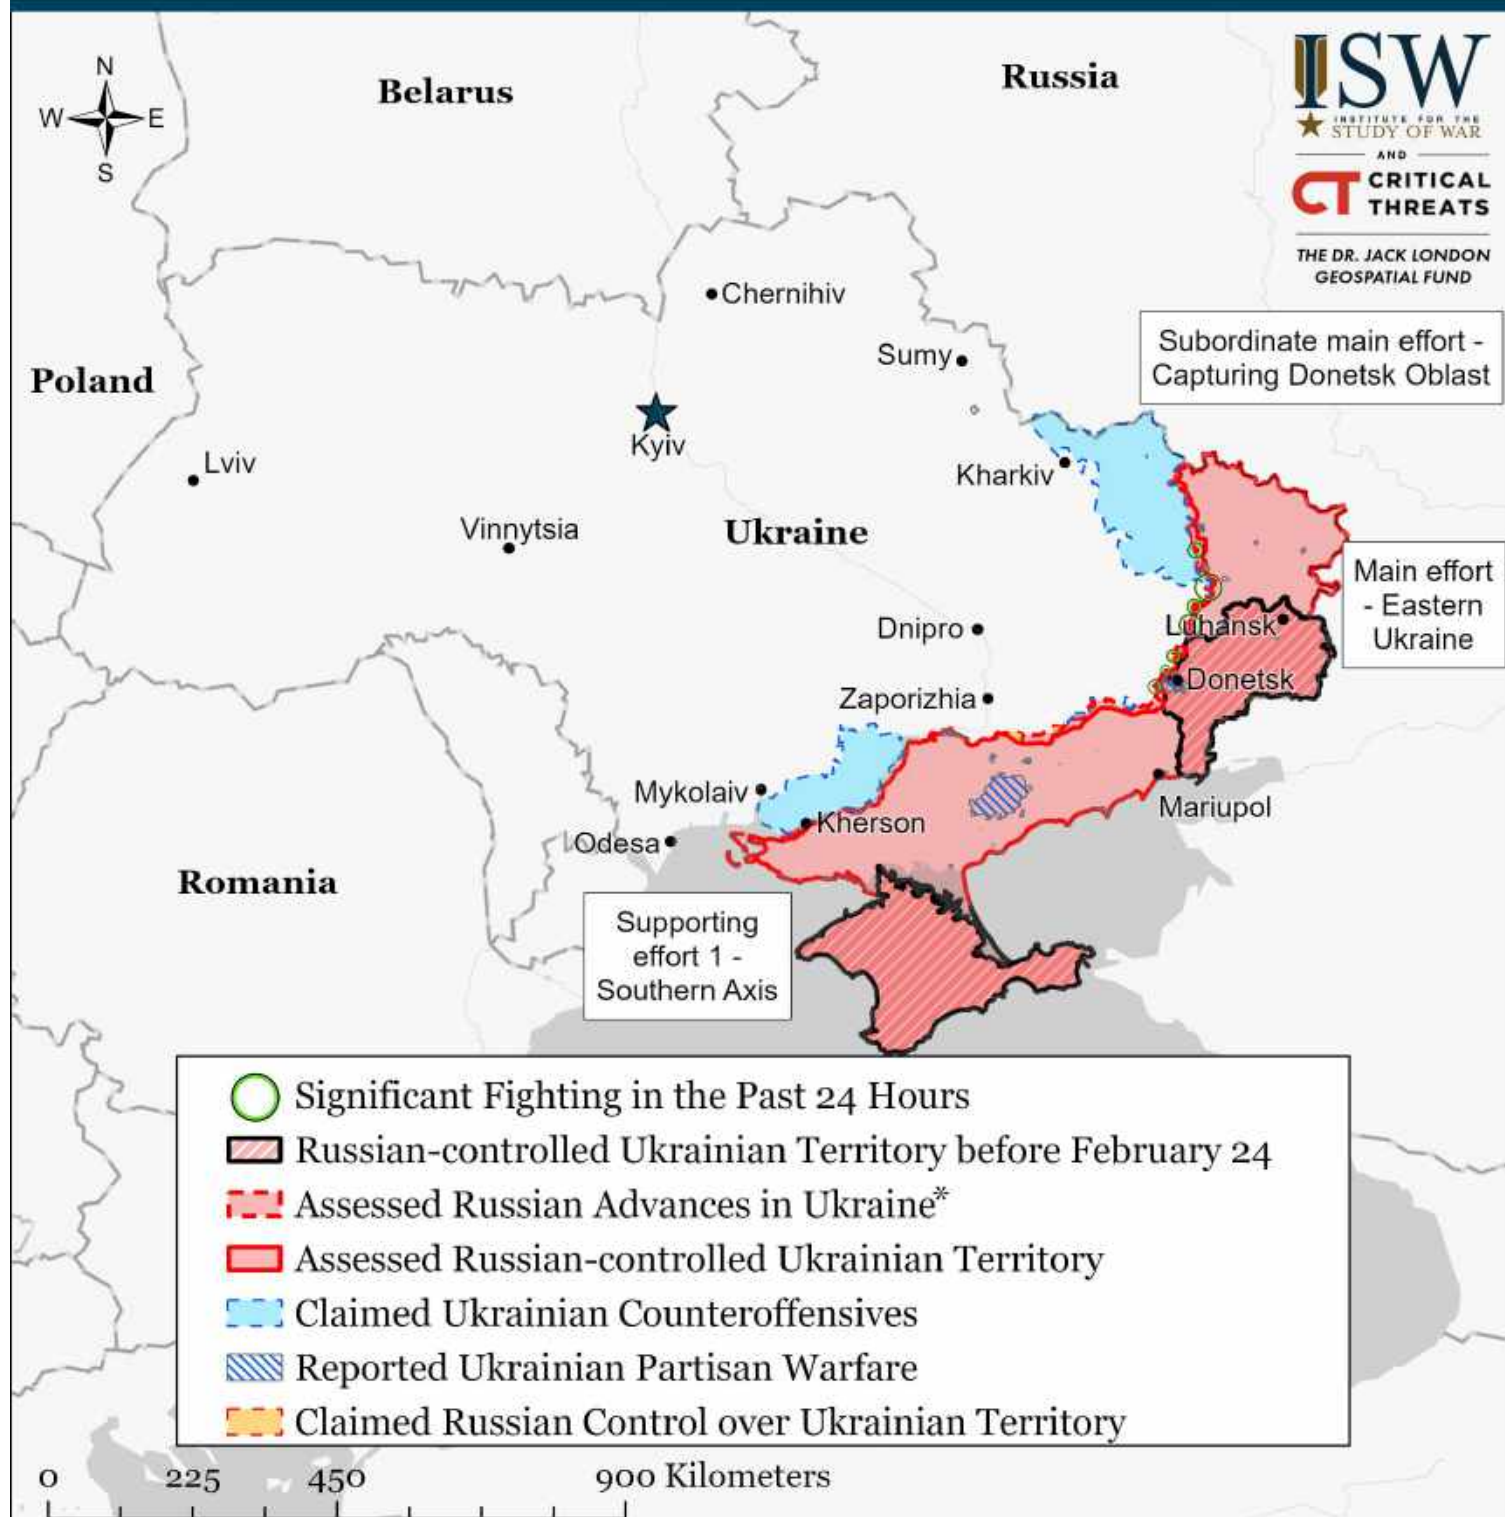 N
W
E
S
Belarus
Russia
ISW
INSTITUTE FOR THE
STUDY OF WAR
AND
CT CRITICAL
THREATS
THE DR. JACK LONDON
GEOSPATIAL FUND
Chernihiv
Subordinate main effort -
Capturing Donetsk Oblast
Sumy
Poland
Kyiv
Lviv
Kharkiv
Vinnytsia
Ukraine
Main effort
- Eastern
Ukraine
Dnipro
Luhansk
Donetsk
Zaporizhia
Mykolaiv
Mariupol
Kherson
Odesa
Romania
Supporting
effort 1 -
Southern Axis
Significant Fighting in the Past 24 Hours
Russian-controlled Ukrainian Territory before February 24
Assessed Russian Advances in Ukraine*
Assessed Russian-controlled Ukrainian Territory
Claimed Ukrainian Counteroffensives
Reported Ukrainian Partisan Warfare
Claimed Russian Control over Ukrainian Territory
0 225 450 900 Kilometers